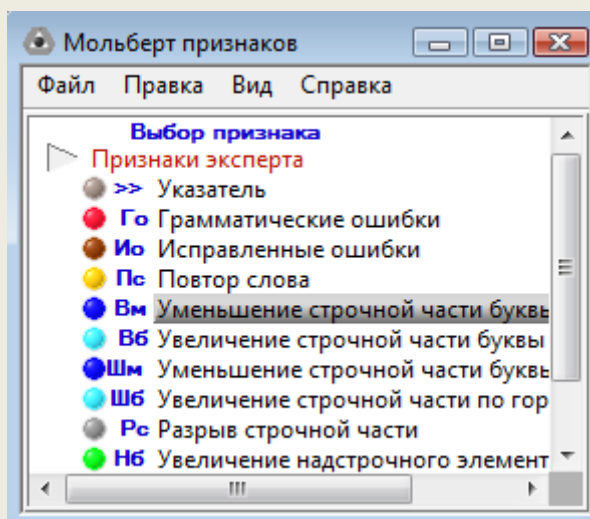 Мольберт признаков
Файл Правка Вид Справка
Выбор признака
Признаки эксперта
>> Указатель
Го Грамматические ошибки
Ио Исправленные ошибки
Пс Повтор слова
Вм Уменьшение строчной части буквы
Вб Увеличение строчной части буквы
Шм Уменьшение строчной части буквы
Шб Увеличение строчной части по гор
Рс Разрыв строчной части
Нб Увеличение надстрочного элемент